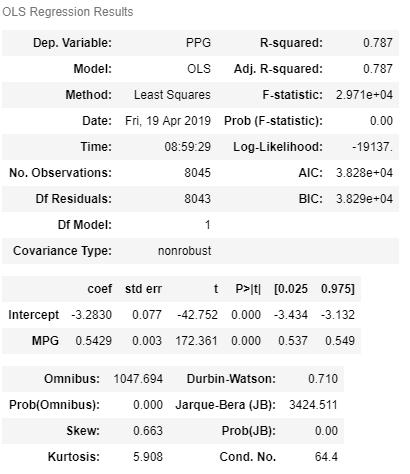 OLS Regression Results
Dep. Variable: PPG R-squared: 0.787
Model: OLS Adj. R-squared: 0.787
Method: Least Squares F-statistic: 2.971e+04
Date: Fri, 19 Apr 2019 Prob (F-statistic): 0.00
Time: 08:59:29 Log-Likelihood: -19137.
No. Observations: 8045 AIC: 3.828e+04
Df Residuals: 8043 BIC: 3.829e+04
Df Model: 1
Covariance Type: nonrobust
coef std err t P>|t| [0.025 0.975]
Intercept -3.2830 0.077 -42.752 0.000 -3.434 -3.132
MPG 0.5429 0.003 172.361 0.000 0.537 0.549
Omnibus: 1047.694 Durbin-Watson: 0.710
Prob(Omnibus): 0.000 Jarque-Bera (JB): 3424.511
Skew: 0.663 Prob(JB): 0.00
Kurtosis: 5.908 Cond. No. 64.4